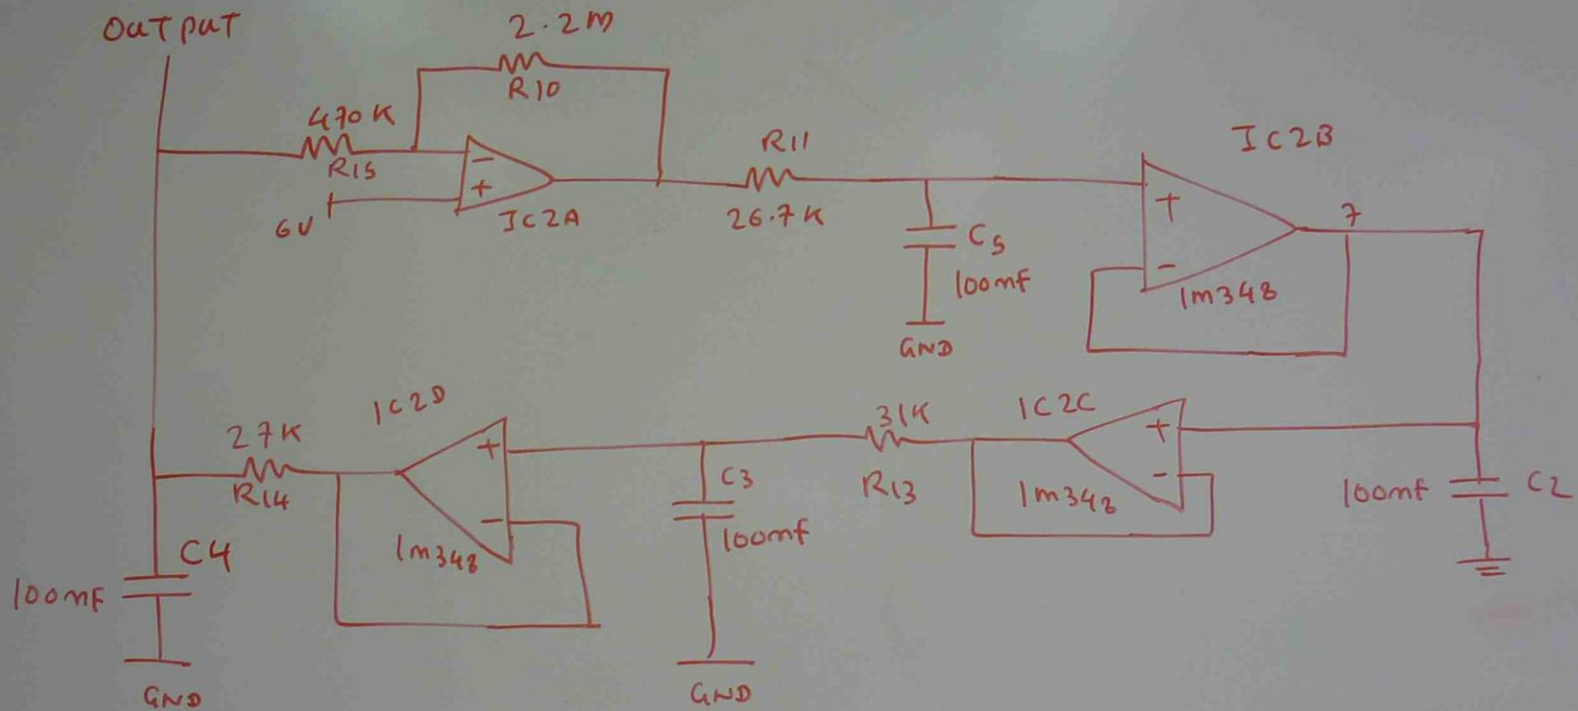 OUTPUT
2.2M
R10
470K
R15
6V
-
+
IC2A
R11
26.7K
C5
100nf
GND
IC2B
+
-
7
lm348
IC2D
27K
R14
+
-
lm348
C4
100nf
GND
C3
100nf
GND
31K
R13
IC2C
+
-
lm348
100nf
C2